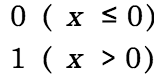 0 ( x ≤ 0)
1 ( x > 0)